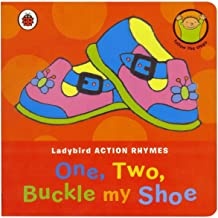 Ladybird ACTION RHYMES
One, Two,
Buckle my Shoe